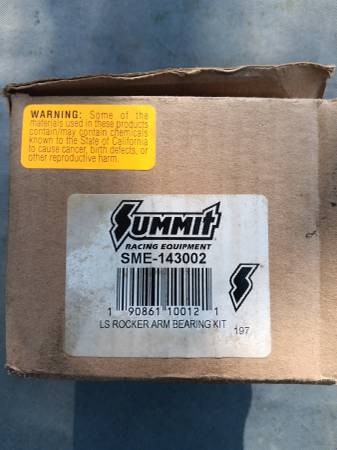 WARNING: Some of the
materials used in these products
contain/may contain chemicals
known to the State of California
to cause cancer, birth defects, or
other reproductive harm.
SUMMIT
RACING EQUIPMENT
SME-143002
1 90861 10012 1
LS ROCKER ARM BEARING KIT
197